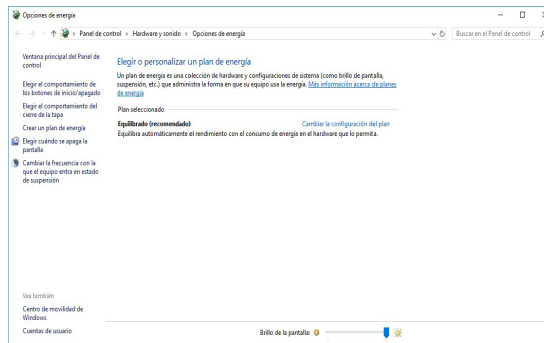 Opciones de energía
Panel de control > Hardware y sonido > Opciones de energía
Buscar en el Panel de control
Ventana principal del Panel de
control
Elegir el comportamiento de
los botones de inicio/apagado
Elegir el comportamiento del
cierre de la tapa
Crear un plan de energía
Elegir cuándo se apaga la
pantalla
Cambiar la frecuencia con la
que el equipo entra en estado
de suspensión
Elegir o personalizar un plan de energía
Un plan de energía es una colección de hardware y configuraciones de sistema (como brillo de pantalla,
suspensión, etc.) que administra la forma en que su equipo usa la energía. Más información acerca de planes
de energía
Plan seleccionado
Equilibrado (recomendado) Cambiar la configuración del plan
Equilibra automáticamente el rendimiento con el consumo de energía en el hardware que lo permita.
Vea también
Centro de movilidad de
Windows
Cuentas de usuario
Brillo de la pantalla: